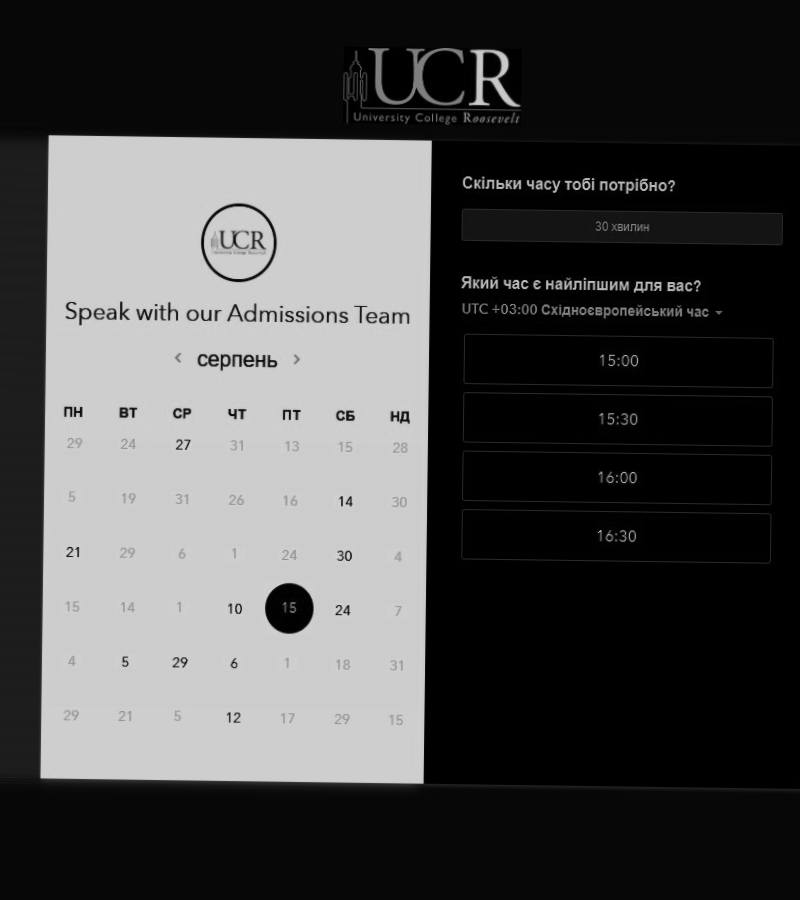 UCR
University College Roosevelt
UCR
University College Roosevelt
Speak with our Admissions Team
серпень
ПН ВТ СР ЧТ ПТ СБ НД
29 24 27 31 13 15 28
5 19 31 26 16 14 30
21 29 6 1 24 30 4
15 14 1 10 15 24 7
4 5 29 6 1 18 31
29 21 5 12 17 29 15
Скільки часу тобі потрібно?
30 хвилин
Який час є найліпшим для вас?
UTC +03:00 Східноєвропейський час
15:00
15:30
16:00
16:30